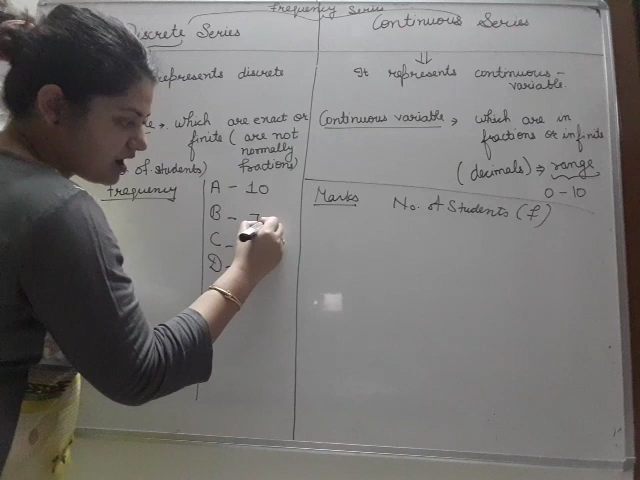 Frequency Series
Discrete Series
represents discrete
which are exact or
finite (are not
normally
fractions)
of students)
Frequency
A - 10
B - 7
C -
D -
Continuous Series
⇓
It represents continuous -
variable.
Continuous variable → which are in
fractions or infinite
(decimals) ⇒ range
0 - 10
Marks No. of Students (f)